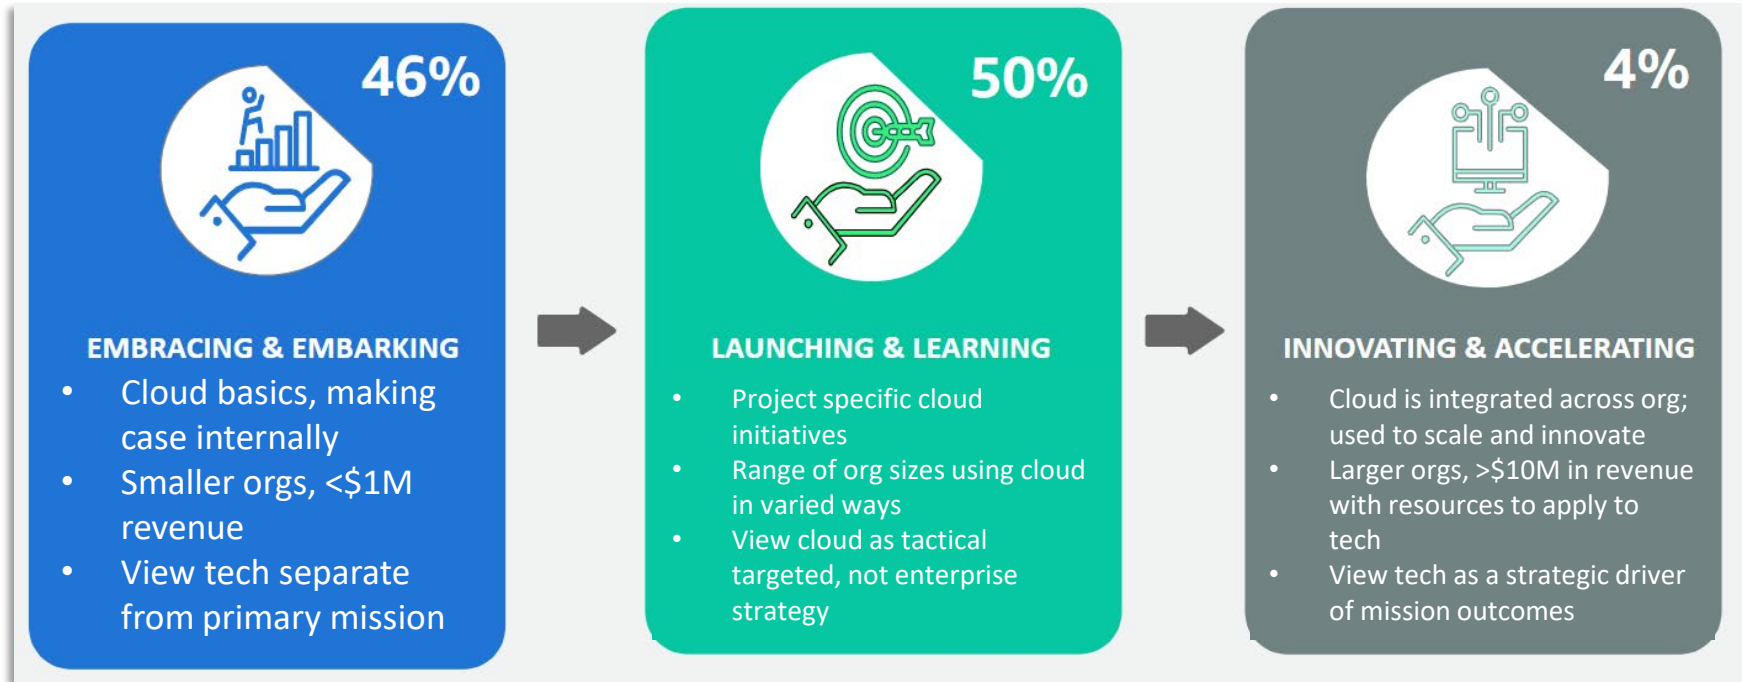 46%
EMBRACING & EMBARKING
• Cloud basics, making
case internally
• Smaller orgs, <$1M
revenue
• View tech separate
from primary mission
50%
LAUNCHING & LEARNING
• Project specific cloud
initiatives
• Range of org sizes using cloud
in varied ways
• View cloud as tactical
targeted, not enterprise
strategy
4%
INNOVATING & ACCELERATING
• Cloud is integrated across org;
used to scale and innovate
• Larger orgs, >$10M in revenue
with resources to apply to
tech
• View tech as a strategic driver
of mission outcomes